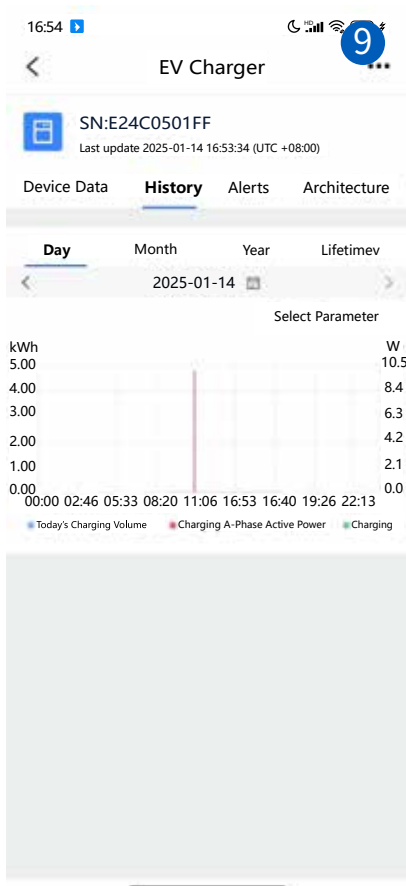 16:54
HD
9
EV Charger
SN:E24C0501FF
Last update 2025-01-14 16:53:34 (UTC +08:00)
Device Data History Alerts Architecture
Day Month Year Lifetimev
2025-01-14
Select Parameter
kWh W
5.00 10.5
4.00 8.4
3.00 6.3
2.00 4.2
1.00 2.1
0.00 0.0
00:00 02:46 05:33 08:20 11:06 16:53 16:40 19:26 22:13
Today's Charging Volume Charging A-Phase Active Power Charging